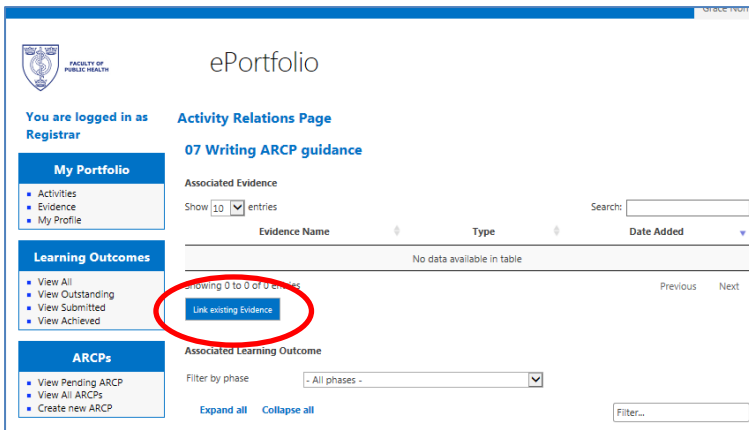 Grace
FACULTY OF
PUBLIC HEALTH
ePortfolio
You are logged in as
Registrar
My Portfolio
Activities
Evidence
My Profile
Learning Outcomes
View All
View Outstanding
View Submitted
View Achieved
ARCPs
View Pending ARCP
View All ARCPs
Create new ARCP
Activity Relations Page
07 Writing ARCP guidance
Associated Evidence
Show 10 entries Search:
Evidence Name Type Date Added
No data available in table
Showing 0 to 0 of 0 entries Previous Next
Link existing Evidence
Associated Learning Outcome
Filter by phase - All phases -
Expand all Collapse all Filter...